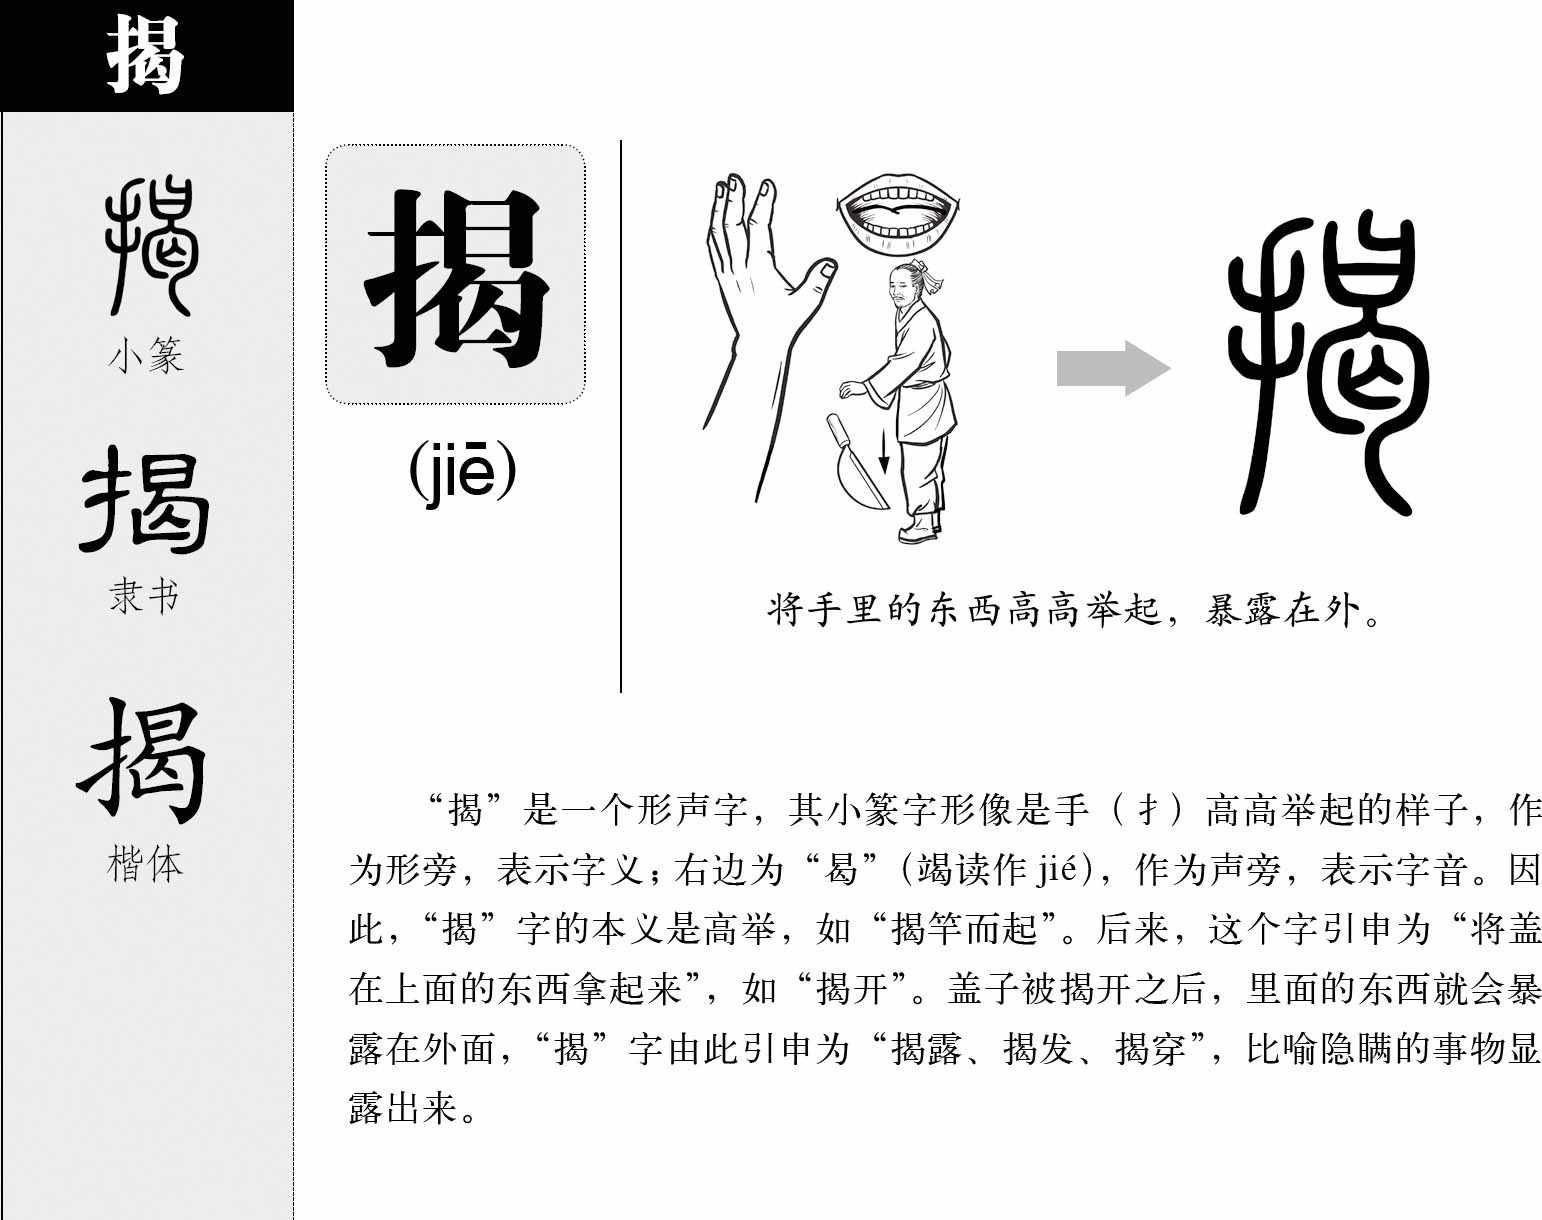 揭
小篆
隶书
楷体
揭
(jiē)
将手里的东西高高举起，暴露在外。
“揭”是一个形声字，其小篆字形像是手（扌）高高举起的样子，作
为形旁，表示字义；右边为“曷”（竭读作 jié），作为声旁，表示字音。因
此，“揭”字的本义是高举，如“揭竿而起”。后来，这个字引申为“将盖
在上面的东西拿起来”，如“揭开”。盖子被揭开之后，里面的东西就会暴
露在外面，“揭”字由此引申为“揭露、揭发、揭穿”，比喻隐瞒的事物显
露出来。